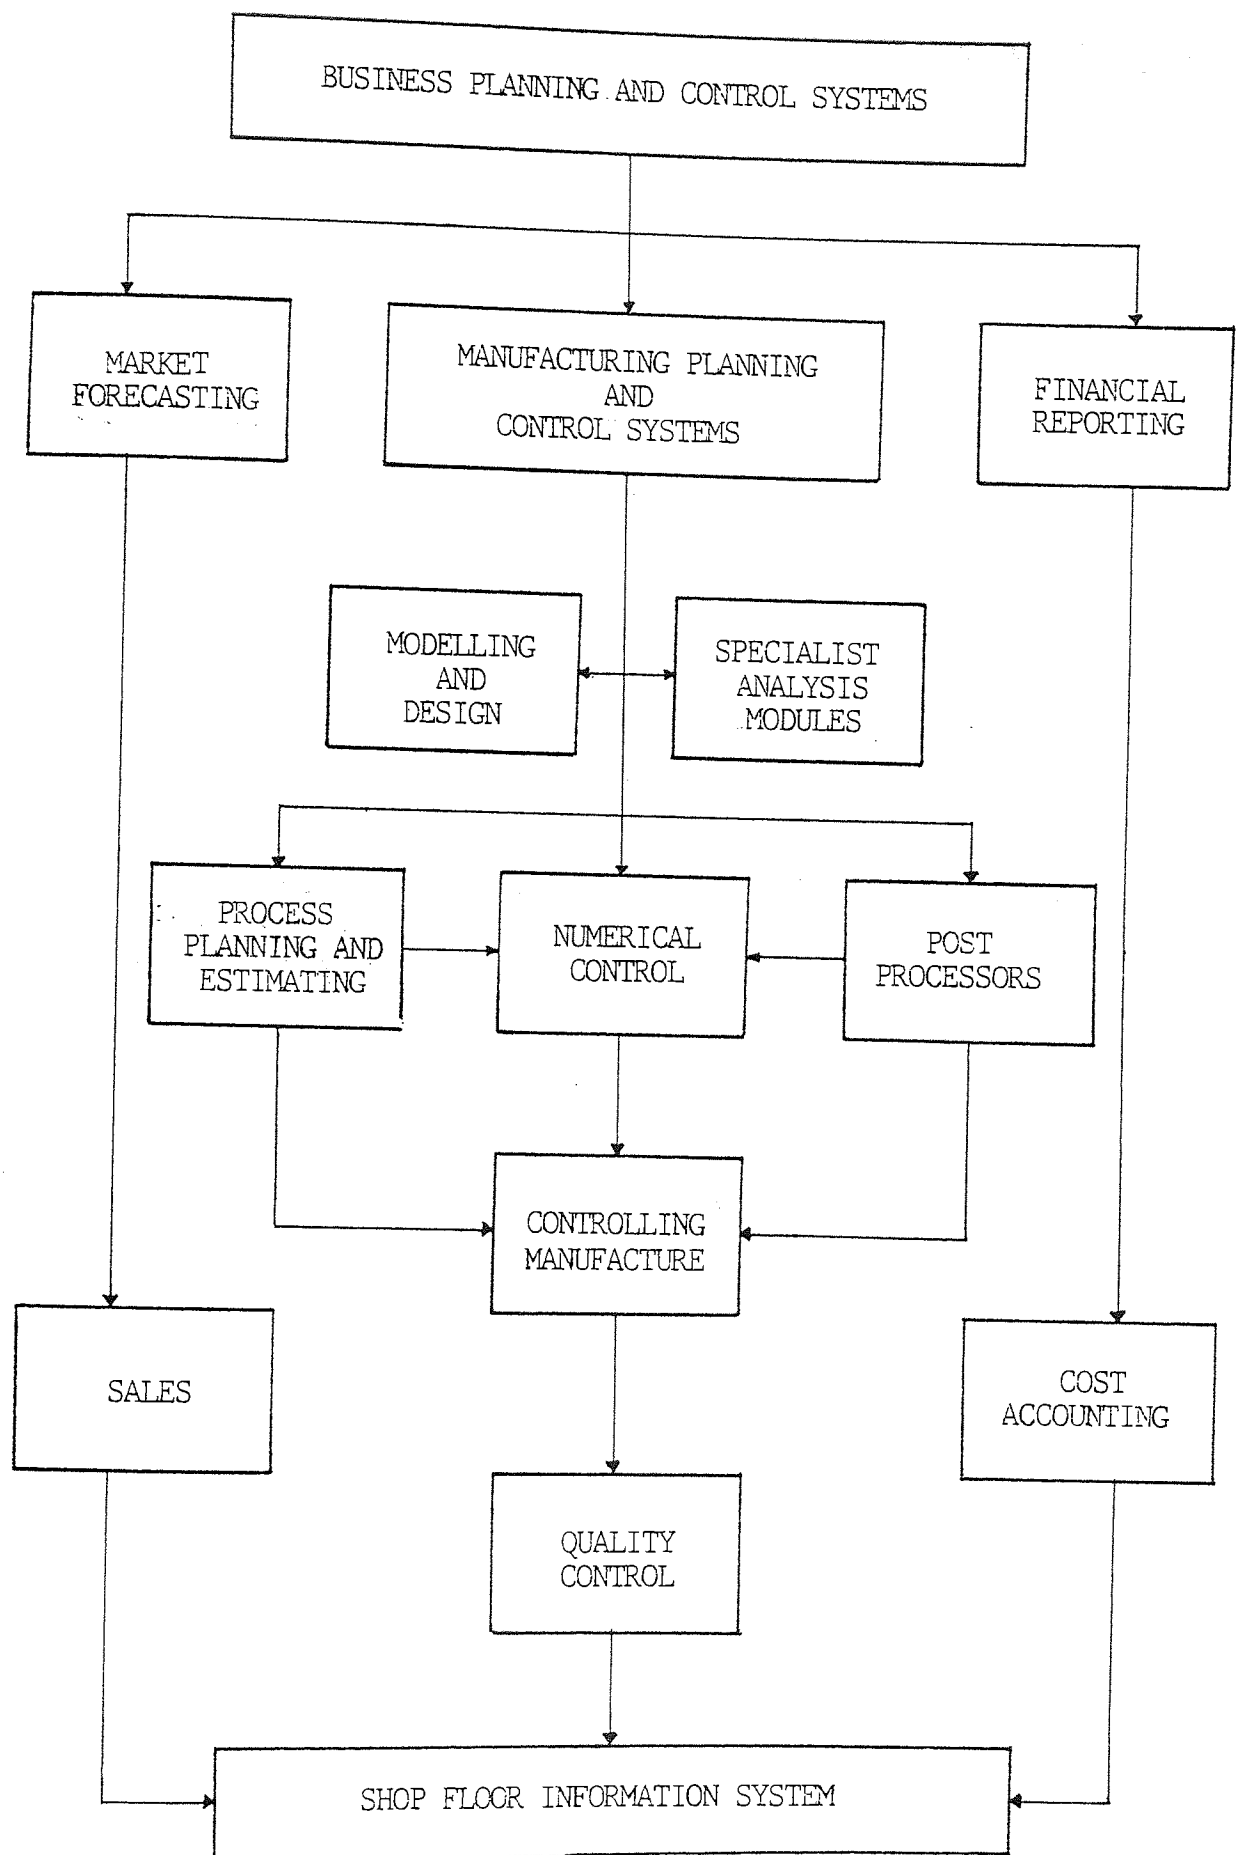 BUSINESS PLANNING AND CONTROL SYSTEMS
MARKET
FORECASTING
MANUFACTURING PLANNING
AND
CONTROL SYSTEMS
FINANCIAL
REPORTING
MODELLING
AND
DESIGN
SPECIALIST
ANALYSIS
MODULES
PROCESS
PLANNING AND
ESTIMATING
NUMERICAL
CONTROL
POST
PROCESSORS
CONTROLLING
MANUFACTURE
SALES
COST
ACCOUNTING
QUALITY
CONTROL
SHOP FLOOR INFORMATION SYSTEM